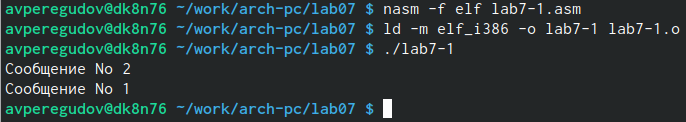 avperegudov@dk8n76 ~/work/arch-pc/lab07 $ nasm -f elf lab7-1.asm
avperegudov@dk8n76 ~/work/arch-pc/lab07 $ ld -m elf_i386 -o lab7-1 lab7-1.o
avperegudov@dk8n76 ~/work/arch-pc/lab07 $ ./lab7-1
Сообщение No 2
Сообщение No 1
avperegudov@dk8n76 ~/work/arch-pc/lab07 $